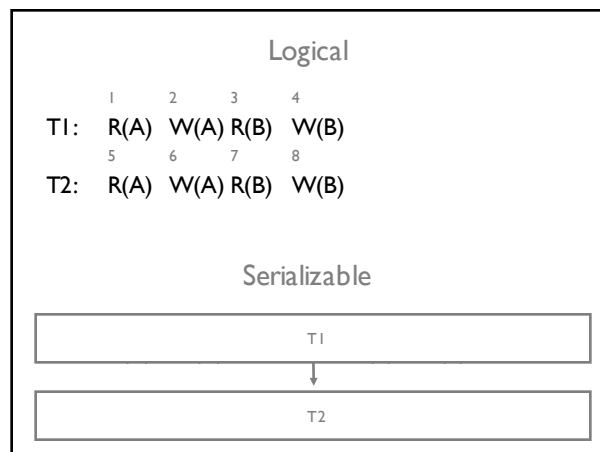 Logical
1 2 3 4
T1: R(A) W(A) R(B) W(B)
5 6 7 8
T2: R(A) W(A) R(B) W(B)
Serializable
T1
T2